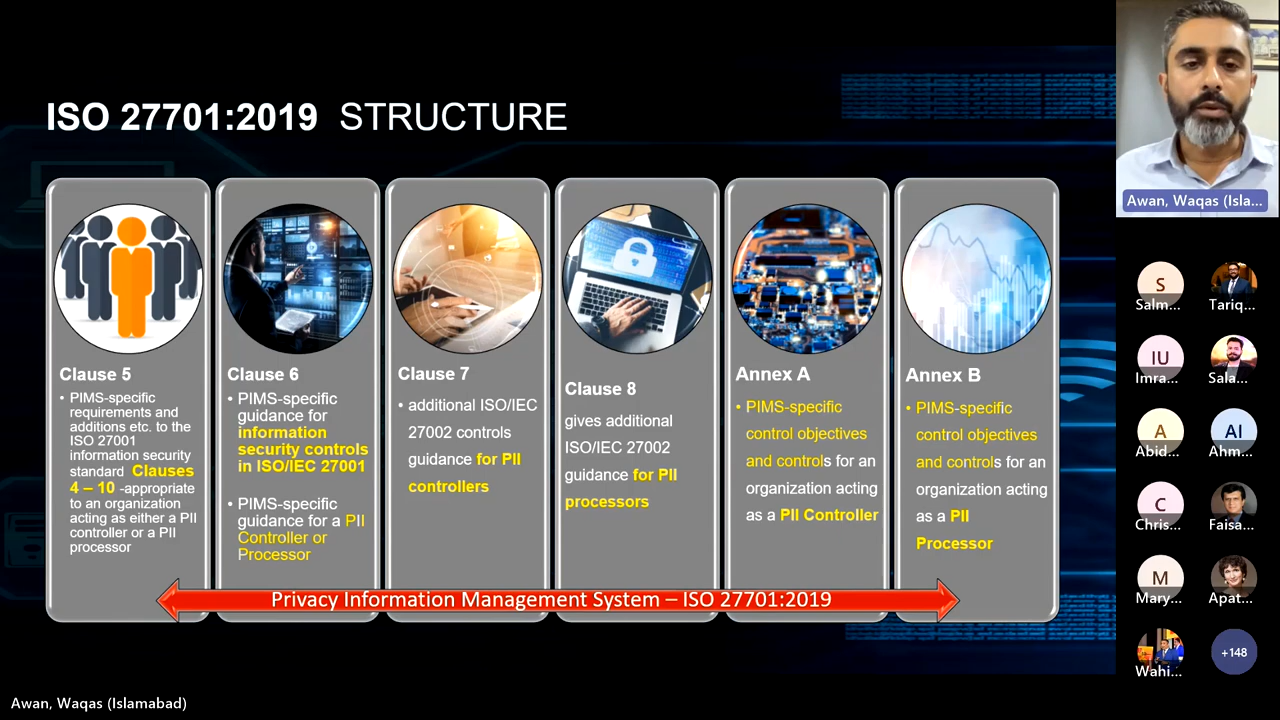 ISO 27701:2019 STRUCTURE
Clause 5
• PIMS-specific
requirements and
additions etc. to the
ISO 27001
information security
standard Clauses
4 – 10 -appropriate
to an organization
acting as either a PII
controller or a PII
processor
Clause 6
• PIMS-specific
guidance for
information
security controls
in ISO/IEC 27001
• PIMS-specific
guidance for a PII
Controller or
Processor
Clause 7
• additional ISO/IEC
27002 controls
guidance for PII
controllers
Clause 8
gives additional
ISO/IEC 27002
guidance for PII
processors
Annex A
• PIMS-specific
control objectives
and controls for an
organization acting
as a PII Controller
Annex B
• PIMS-specific
control objectives
and controls for an
organization acting
as a PII
Processor
Privacy Information Management System – ISO 27701:2019
Awan, Waqas (Isla...
S
Salm...
Tariq...
IU
Imra...
Sala...
A
Abid...
AI
Ahm...
C
Chris...
Faisa...
M
Mary...
Apat...
Wahi...
+148
Awan, Waqas (Islamabad)